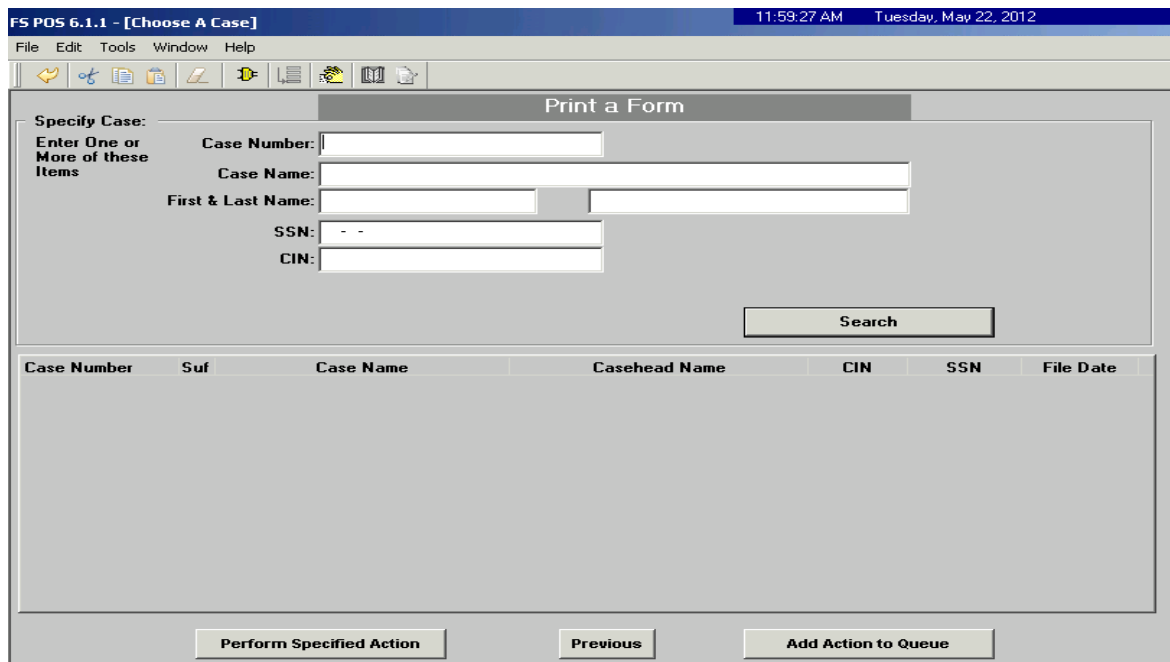 FS POS 6.1.1 - [Choose A Case] 11:59:27 AM Tuesday, May 22, 2012
File Edit Tools Window Help
Print a Form
Specify Case:
Enter One or More of these Items
Case Number:
Case Name:
First & Last Name:
SSN: - -
CIN:
Search
Case Number Suf Case Name Casehead Name CIN SSN File Date
Perform Specified Action Previous Add Action to Queue